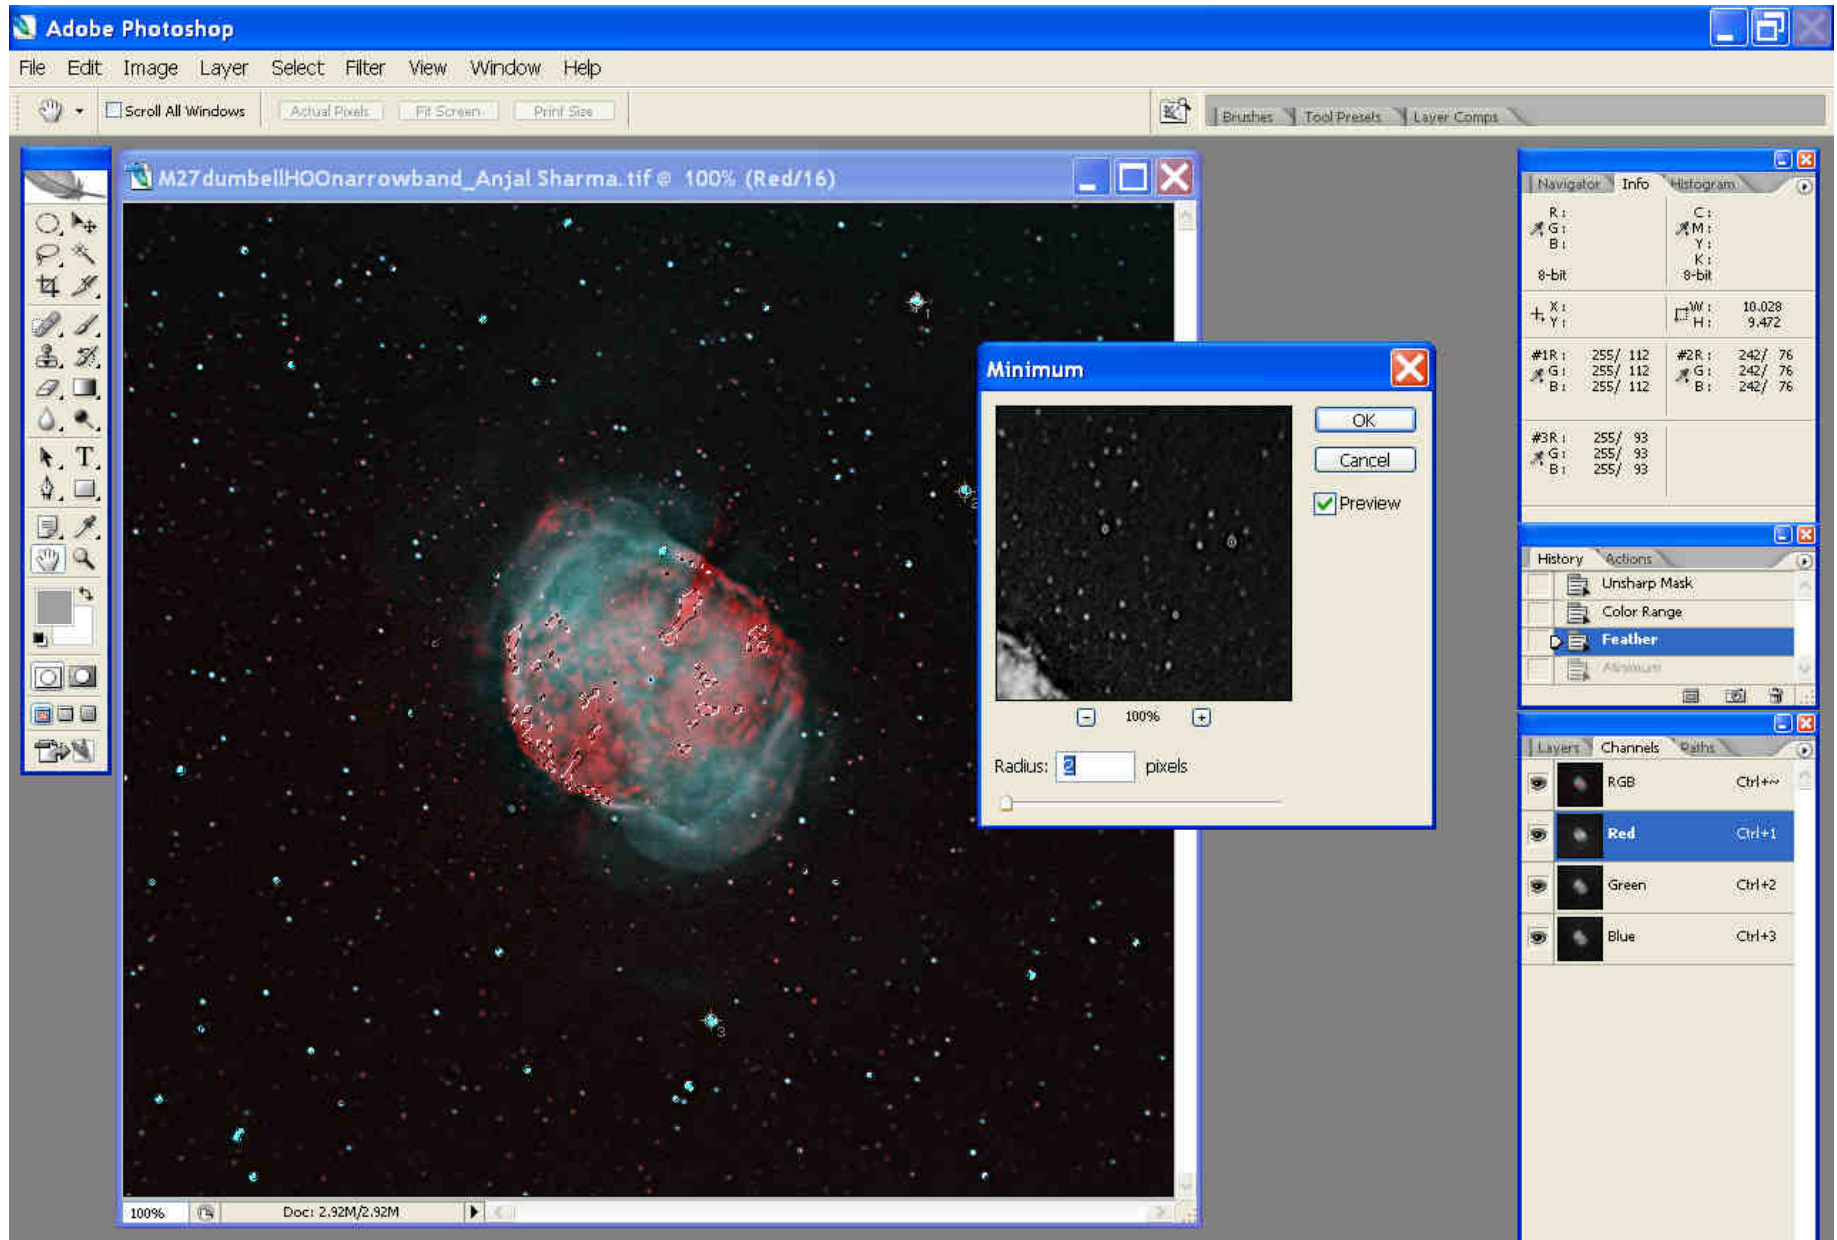 Adobe Photoshop
File Edit Image Layer Select Filter View Window Help
Scroll All Windows Actual Pixels Fit Screen Print Size Brushes Tool Presets Layer Comps
M27dumbellHOOnarrowband_Anjal Sharma.tif @ 100% (Red/16)
1
2
3
100% Doc: 2.92M/2.92M
Minimum
OK
Cancel
Preview
100%
Radius: 2 pixels
Navigator Info Histogram
R: C:
G: M:
B: Y:
K:
8-bit 8-bit
X: W: 10.028
Y: H: 9.472
#1R: 255/ 112 #2R: 242/ 76
G: 255/ 112 G: 242/ 76
B: 255/ 112 B: 242/ 76
#3R: 255/ 93
G: 255/ 93
B: 255/ 93
History Actions
Unsharp Mask
Color Range
Feather
Minimum
Layers Channels Paths
RGB Ctrl+~
Red Ctrl+1
Green Ctrl+2
Blue Ctrl+3